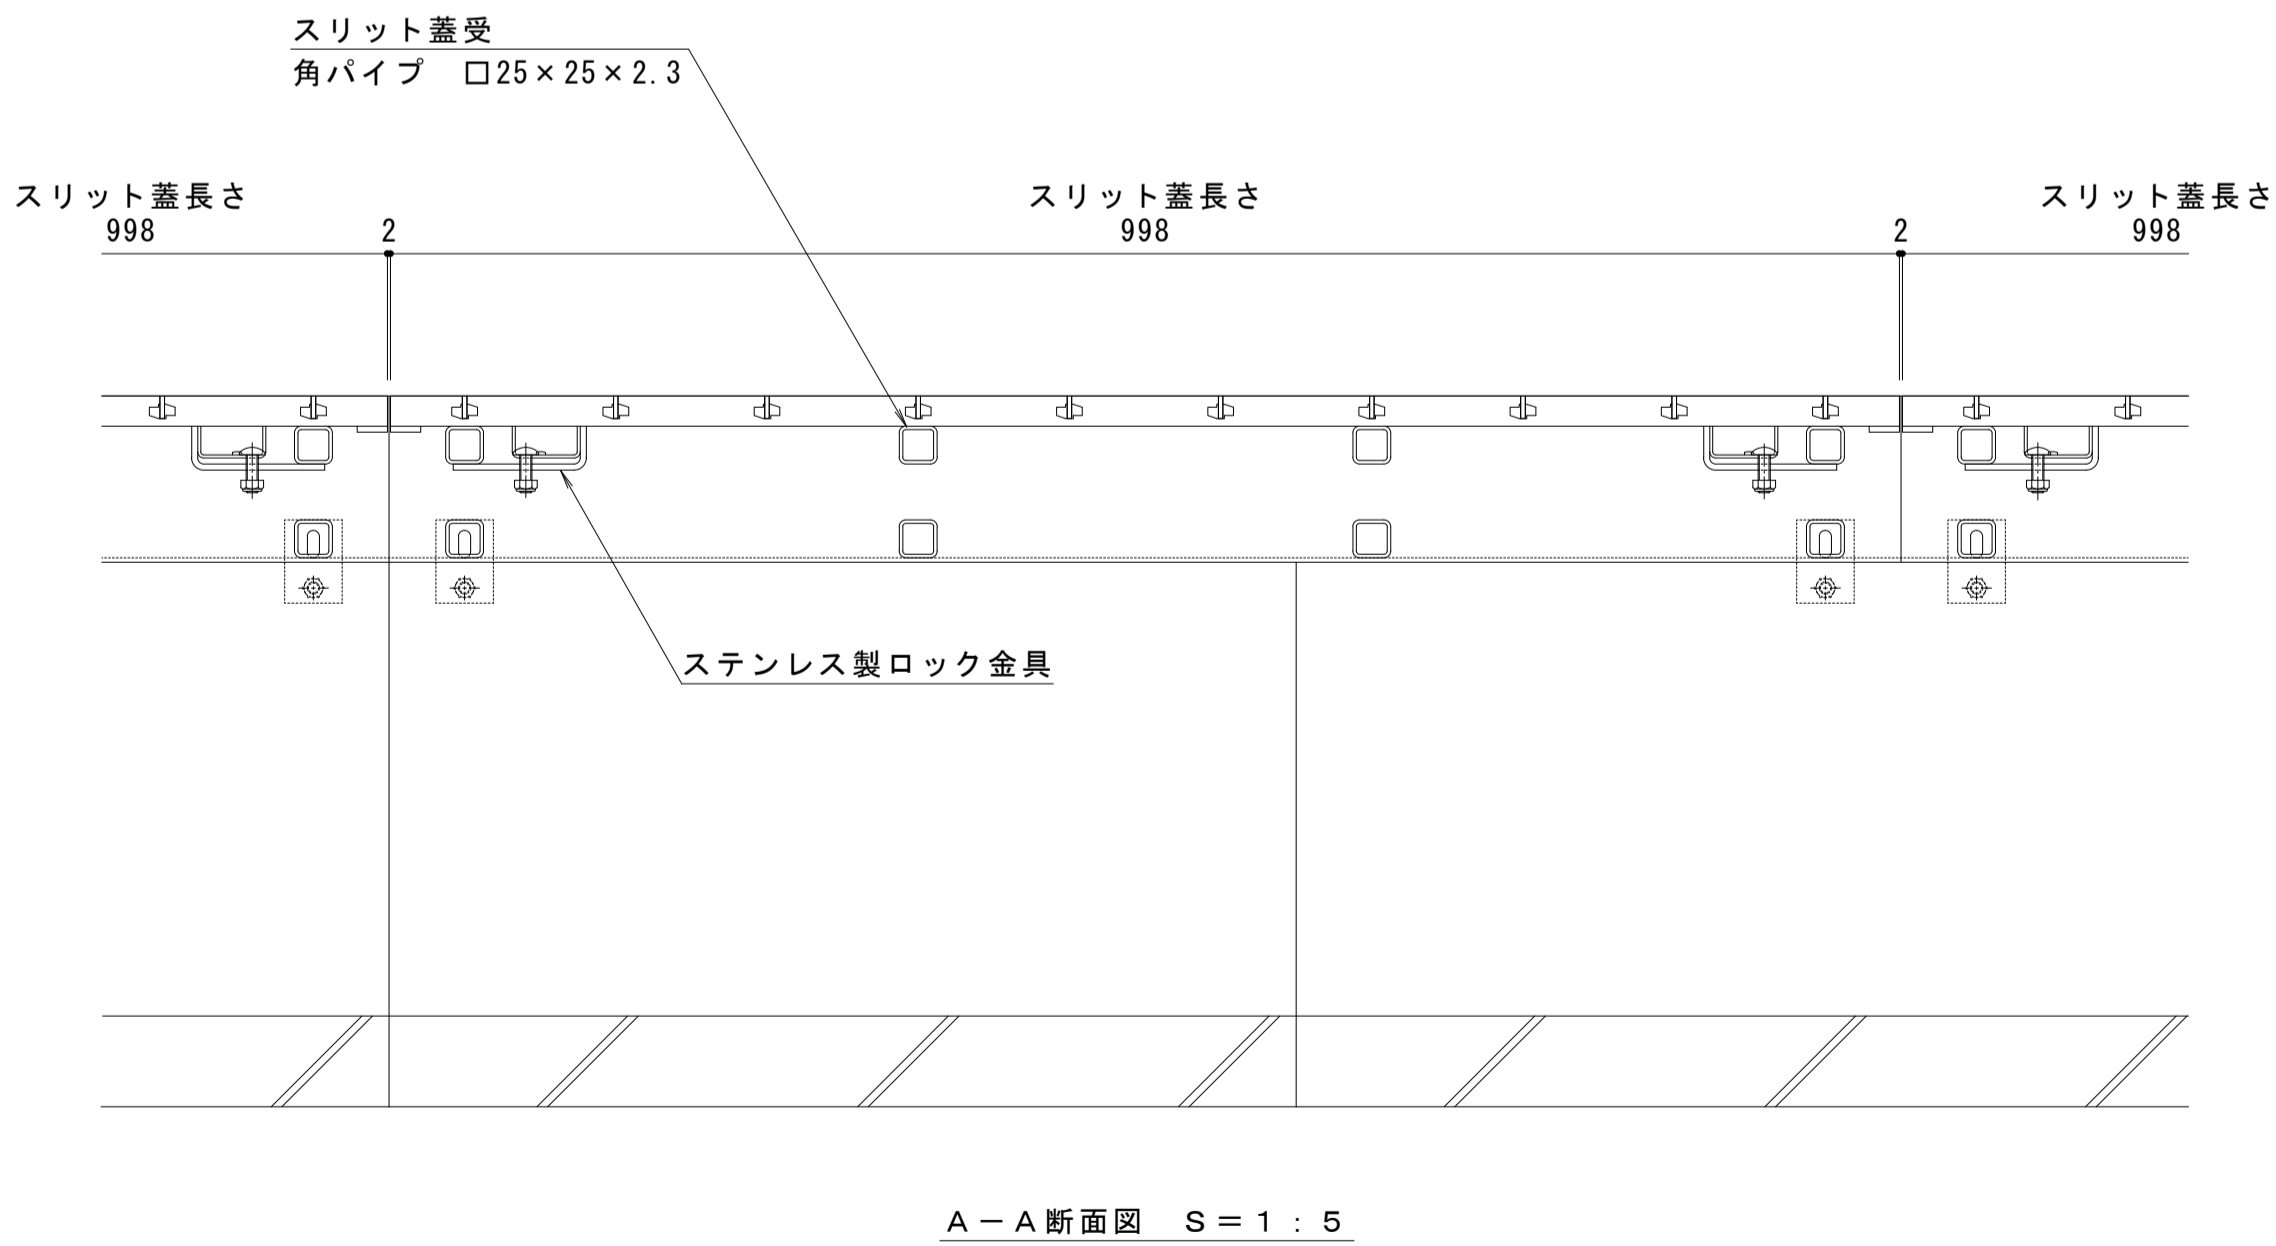 スリット蓋受
角パイプ　□25×25×2.3
スリット蓋長さ
998
2
スリット蓋長さ
998
2
スリット蓋長さ
998
ステンレス製ロック金具
A－A断面図　S＝1：5